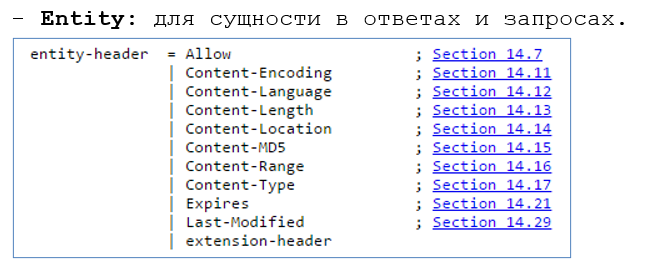 - Entity: для сущности в ответах и запросах.
entity-header = Allow ; Section 14.7
| Content-Encoding ; Section 14.11
| Content-Language ; Section 14.12
| Content-Length ; Section 14.13
| Content-Location ; Section 14.14
| Content-MD5 ; Section 14.15
| Content-Range ; Section 14.16
| Content-Type ; Section 14.17
| Expires ; Section 14.21
| Last-Modified ; Section 14.29
| extension-header